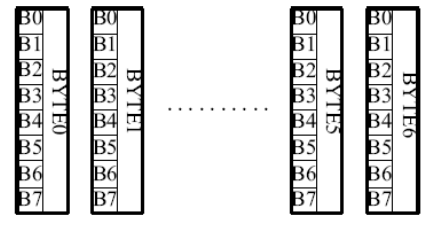 B0 B1 B2 B3 B4 B5 B6 B7 BYTE0
B0 B1 B2 B3 B4 B5 B6 B7 BYTE1
..........
B0 B1 B2 B3 B4 B5 B6 B7 BYTE5
B0 B1 B2 B3 B4 B5 B6 B7 BYTE6